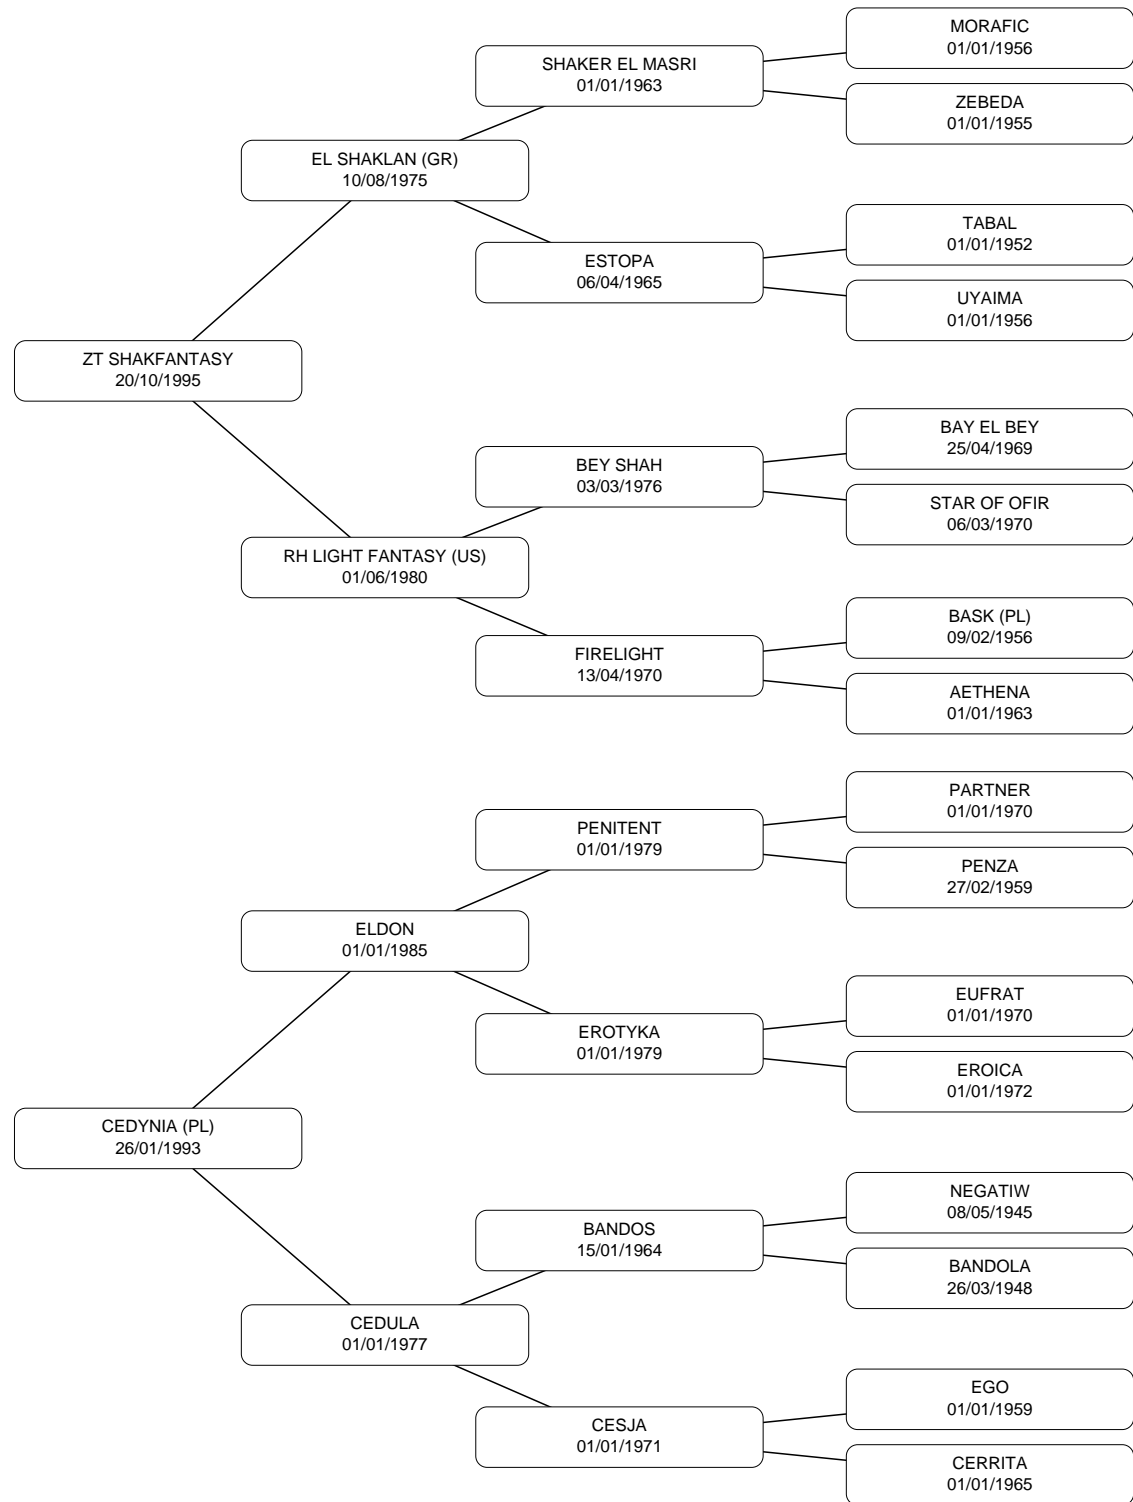 MORAFIC
01/01/1956
SHAKER EL MASRI
01/01/1963
ZEBEDA
01/01/1955
EL SHAKLAN (GR)
10/08/1975
TABAL
01/01/1952
ESTOPA
06/04/1965
UYAIMA
01/01/1956
ZT SHAKFANTASY
20/10/1995
BAY EL BEY
25/04/1969
BEY SHAH
03/03/1976
STAR OF OFIR
06/03/1970
RH LIGHT FANTASY (US)
01/06/1980
BASK (PL)
09/02/1956
FIRELIGHT
13/04/1970
AETHENA
01/01/1963
PARTNER
01/01/1970
PENITENT
01/01/1979
PENZA
27/02/1959
ELDON
01/01/1985
EUFRAT
01/01/1970
EROTYKA
01/01/1979
EROICA
01/01/1972
CEDYNIA (PL)
26/01/1993
NEGATIW
08/05/1945
BANDOS
15/01/1964
BANDOLA
26/03/1948
CEDULA
01/01/1977
EGO
01/01/1959
CESJA
01/01/1971
CERRITA
01/01/1965